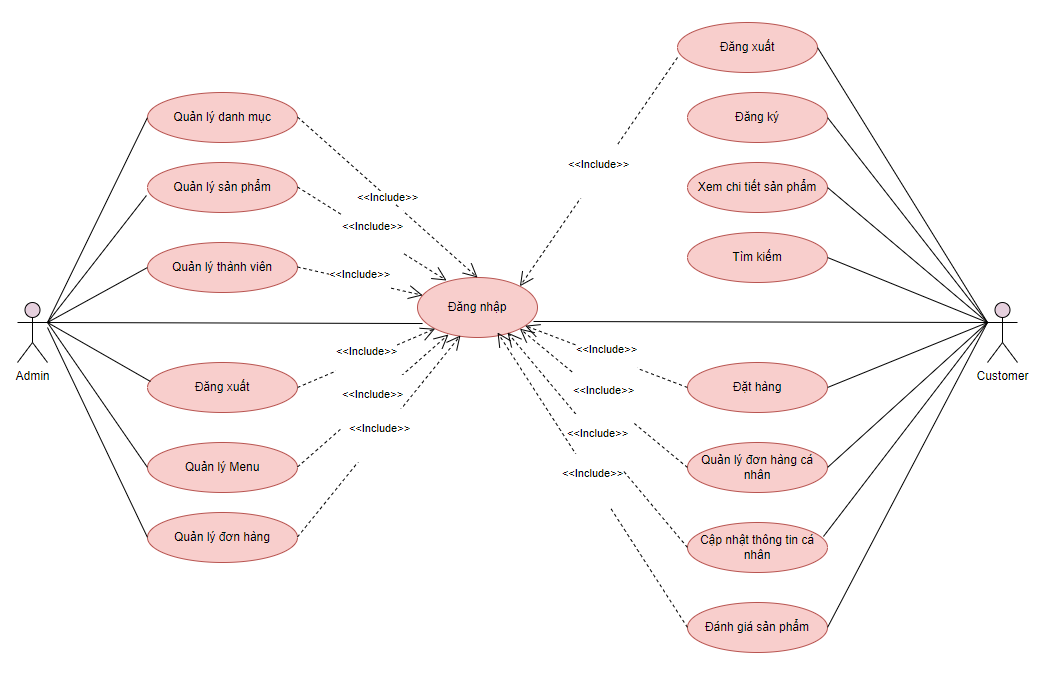 Đăng xuất
Quản lý danh mục
Đăng ký
<<Include>>
Quản lý sản phẩm
Xem chi tiết sản phẩm
<<Include>>
<<Include>>
Quản lý thành viên
<<Include>>
Tìm kiếm
Đăng nhập
Admin
Customer
<<Include>>
<<Include>>
Đăng xuất
<<Include>>
<<Include>>
Đặt hàng
<<Include>>
<<Include>>
Quản lý Menu
Quản lý đơn hàng cá
nhân
<<Include>>
Quản lý đơn hàng
Cập nhật thông tin cá
nhân
Đánh giá sản phẩm